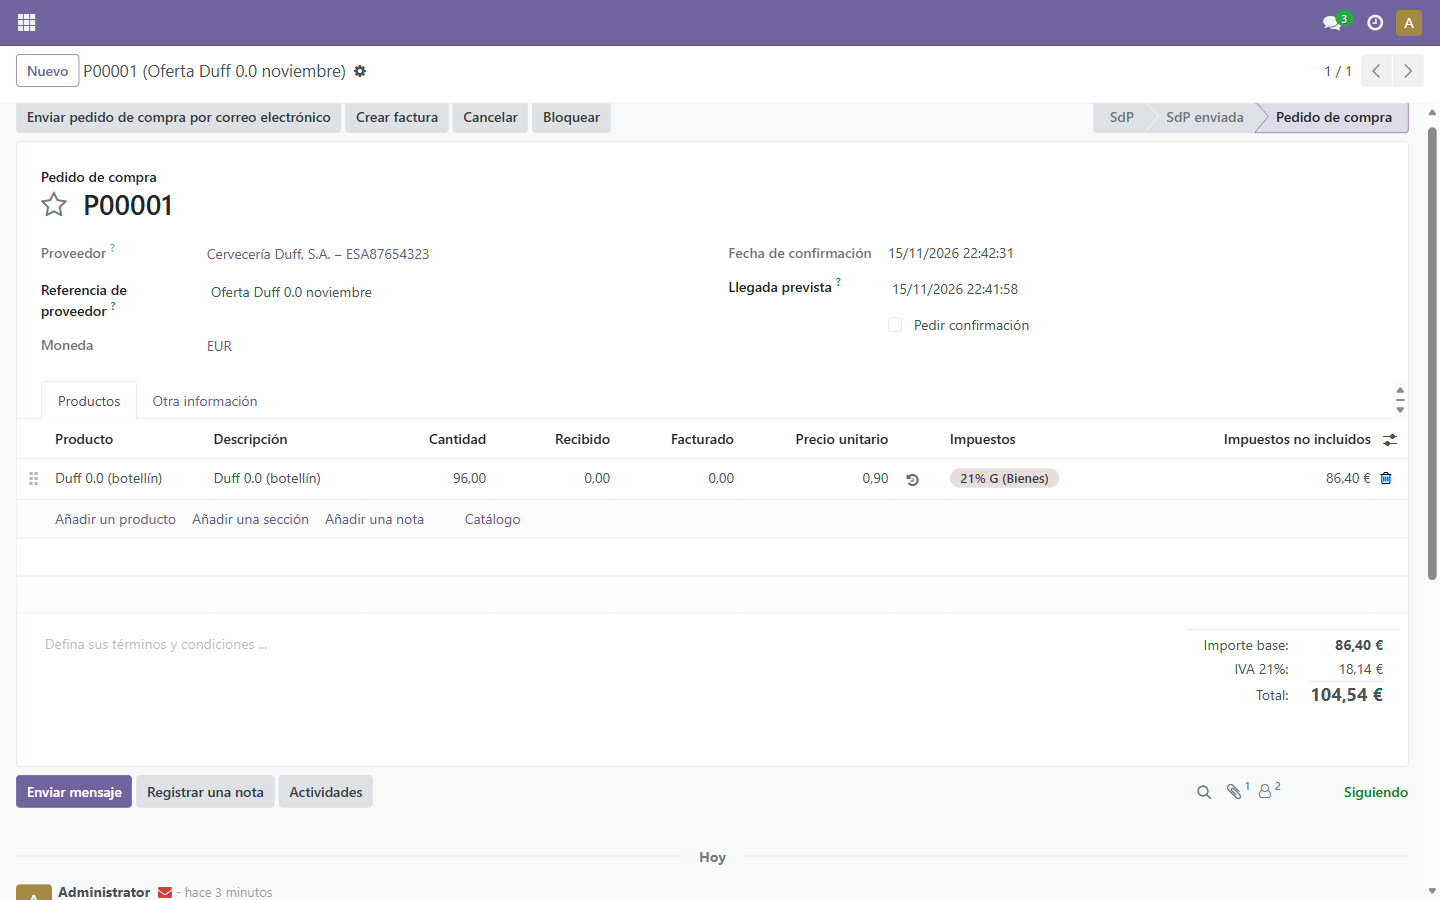 3
A
Nuevo P00001 (Oferta Duff 0.0 noviembre)
1 / 1
Enviar pedido de compra por correo electrónico Crear factura Cancelar Bloquear
SdP SdP enviada Pedido de compra
Pedido de compra
P00001
Proveedor ? Cervecería Duff, S.A. – ESA87654323
Fecha de confirmación 15/11/2026 22:42:31
Referencia de proveedor ? Oferta Duff 0.0 noviembre
Llegada prevista ? 15/11/2026 22:41:58
Pedir confirmación
Moneda EUR
Productos Otra información
Producto Descripción Cantidad Recibido Facturado Precio unitario Impuestos Impuestos no incluidos
Duff 0.0 (botellín) Duff 0.0 (botellín) 96,00 0,00 0,00 0,90 21% G (Bienes) 86,40 €
Añadir un producto Añadir una sección Añadir una nota Catálogo
Defina sus términos y condiciones ...
Importe base: 86,40 €
IVA 21%: 18,14 €
Total: 104,54 €
Enviar mensaje Registrar una nota Actividades
1 2 Siguiendo
Hoy
A
Administrator - hace 3 minutos